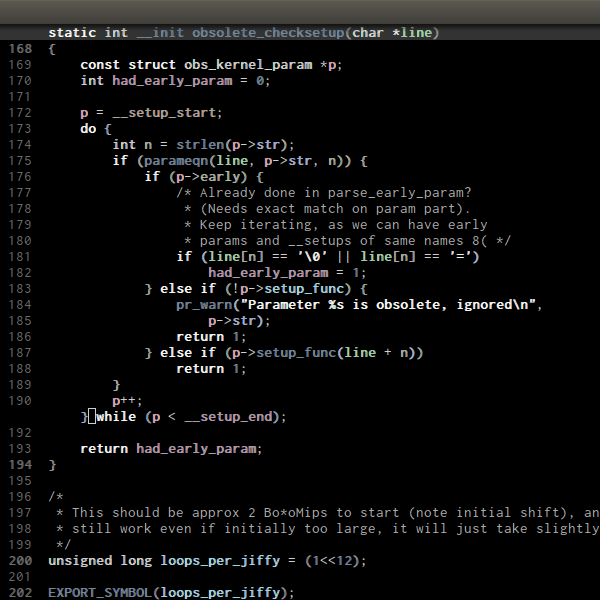 static int __init obsolete_checksetup(char *line)
168 {
169     const struct obs_kernel_param *p;
170     int had_early_param = 0;
171
172     p = __setup_start;
173     do {
174         int n = strlen(p->str);
175         if (parameqn(line, p->str, n)) {
176             if (p->early) {
177                 /* Already done in parse_early_param?
178                  * (Needs exact match on param part).
179                  * Keep iterating, as we can have early
180                  * params and __setups of same names 8( */
181                 if (line[n] == '\0' || line[n] == '=')
182                     had_early_param = 1;
183             } else if (!p->setup_func) {
184                 pr_warn("Parameter %s is obsolete, ignored\n",
185                     p->str);
186                 return 1;
187             } else if (p->setup_func(line + n))
188                 return 1;
189         }
190         p++;
    } while (p < __setup_end);
192
193     return had_early_param;
194 }
195
196 /*
197  * This should be approx 2 Bo*oMips to start (note initial shift), an
198  * still work even if initially too large, it will just take slightly
199  */
200 unsigned long loops_per_jiffy = (1<<12);
201
202 EXPORT_SYMBOL(loops_per_jiffy);